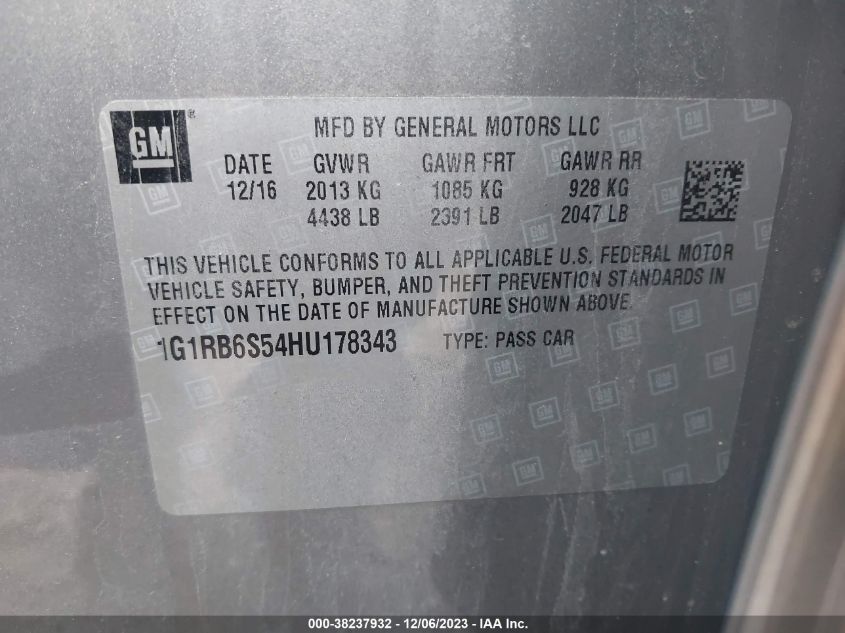 GM®
MFD BY GENERAL MOTORS LLC
DATE GVWR GAWR FRT GAWR RR
12/16 2013 KG 1085 KG 928 KG
4438 LB 2391 LB 2047 LB
THIS VEHICLE CONFORMS TO ALL APPLICABLE U.S. FEDERAL MOTOR
VEHICLE SAFETY, BUMPER, AND THEFT PREVENTION STANDARDS IN
EFFECT ON THE DATE OF MANUFACTURE SHOWN ABOVE.
1G1RB6S54HU178343 TYPE: PASS CAR
000-38237932 - 12/06/2023 - IAA Inc.